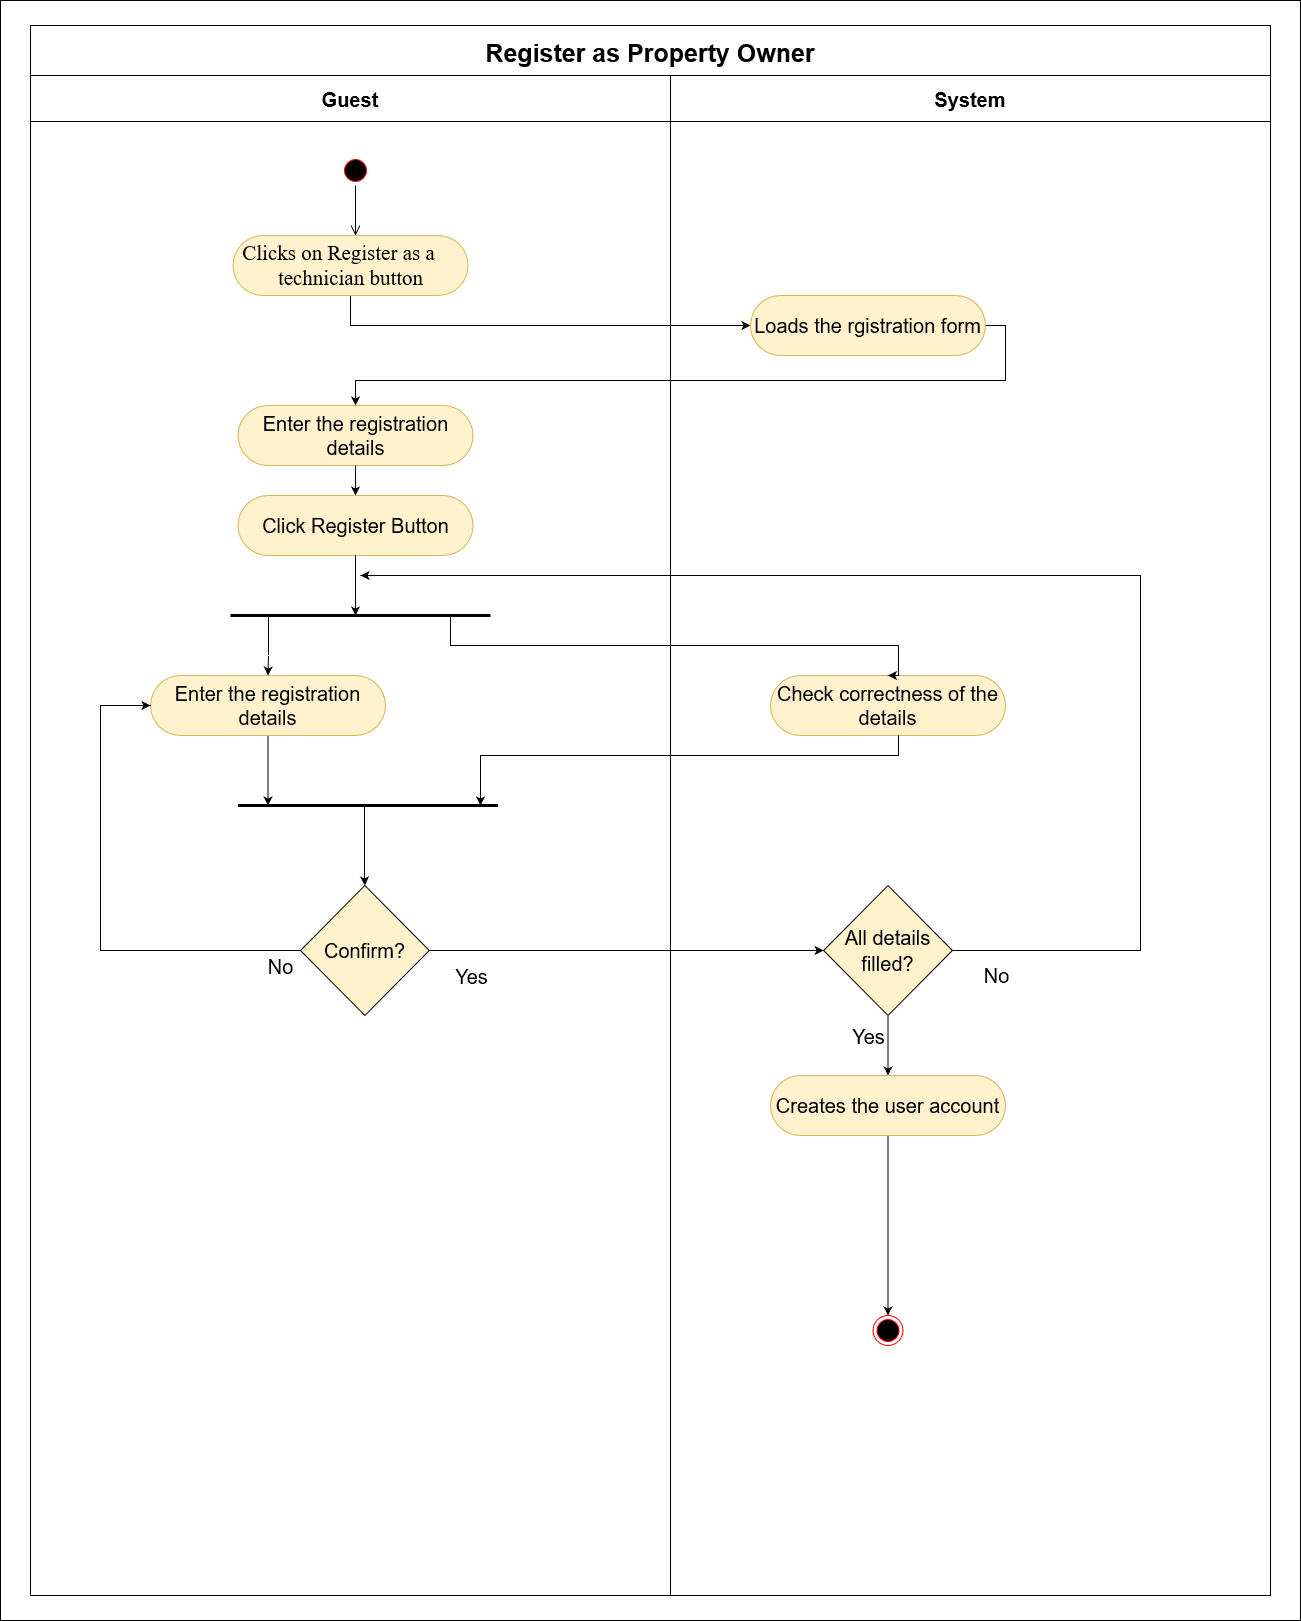 Register as Property Owner
Guest
System
Clicks on Register as a
technician button
Loads the rgistration form
Enter the registration
details
Click Register Button
Enter the registration
details
Check correctness of the
details
Confirm?
No
Yes
All details
filled?
No
Yes
Creates the user account